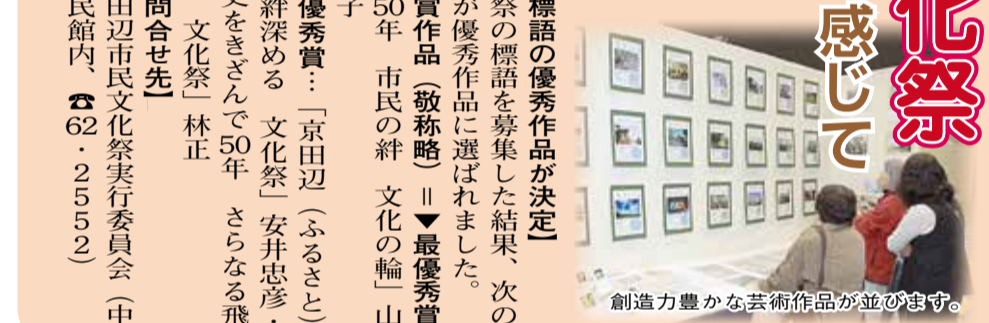 化祭
感じて
創造力豊かな芸術作品が並びます。
標語の優秀作品が決定】
祭の標語を募集した結果、次の
が優秀作品に選ばれました。
賞作品（敬称略）＝▼最優秀賞
50年　市民の絆　文化の輪」山
子
優秀賞…「京田辺（ふるさと）
絆深める　文化祭」安井忠彦・
史をきざんで50年　さらなる飛
文化祭」林正
問合せ先】
田辺市民文化祭実行委員会（中
民館内、☎62・2552）